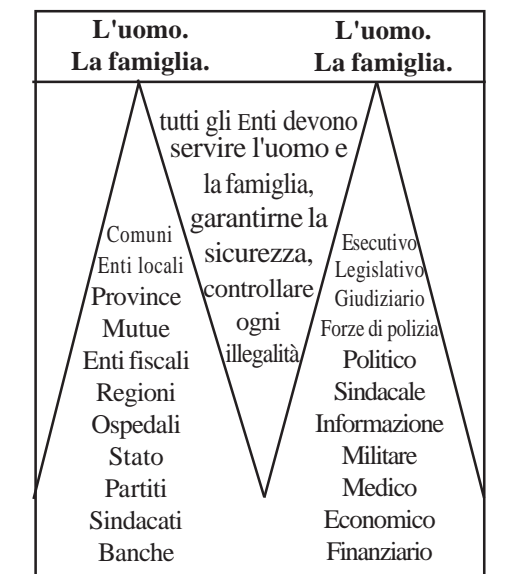 L'uomo.
La famiglia.
L'uomo.
La famiglia.
tutti gli Enti devono
servire l'uomo e
la famiglia,
garantirne la
sicurezza,
controllare
ogni
illegalità
Comuni
Enti locali
Province
Mutue
Enti fiscali
Regioni
Ospedali
Stato
Partiti
Sindacati
Banche
Esecutivo
Legislativo
Giudiziario
Forze di polizia
Politico
Sindacale
Informazione
Militare
Medico
Economico
Finanziario